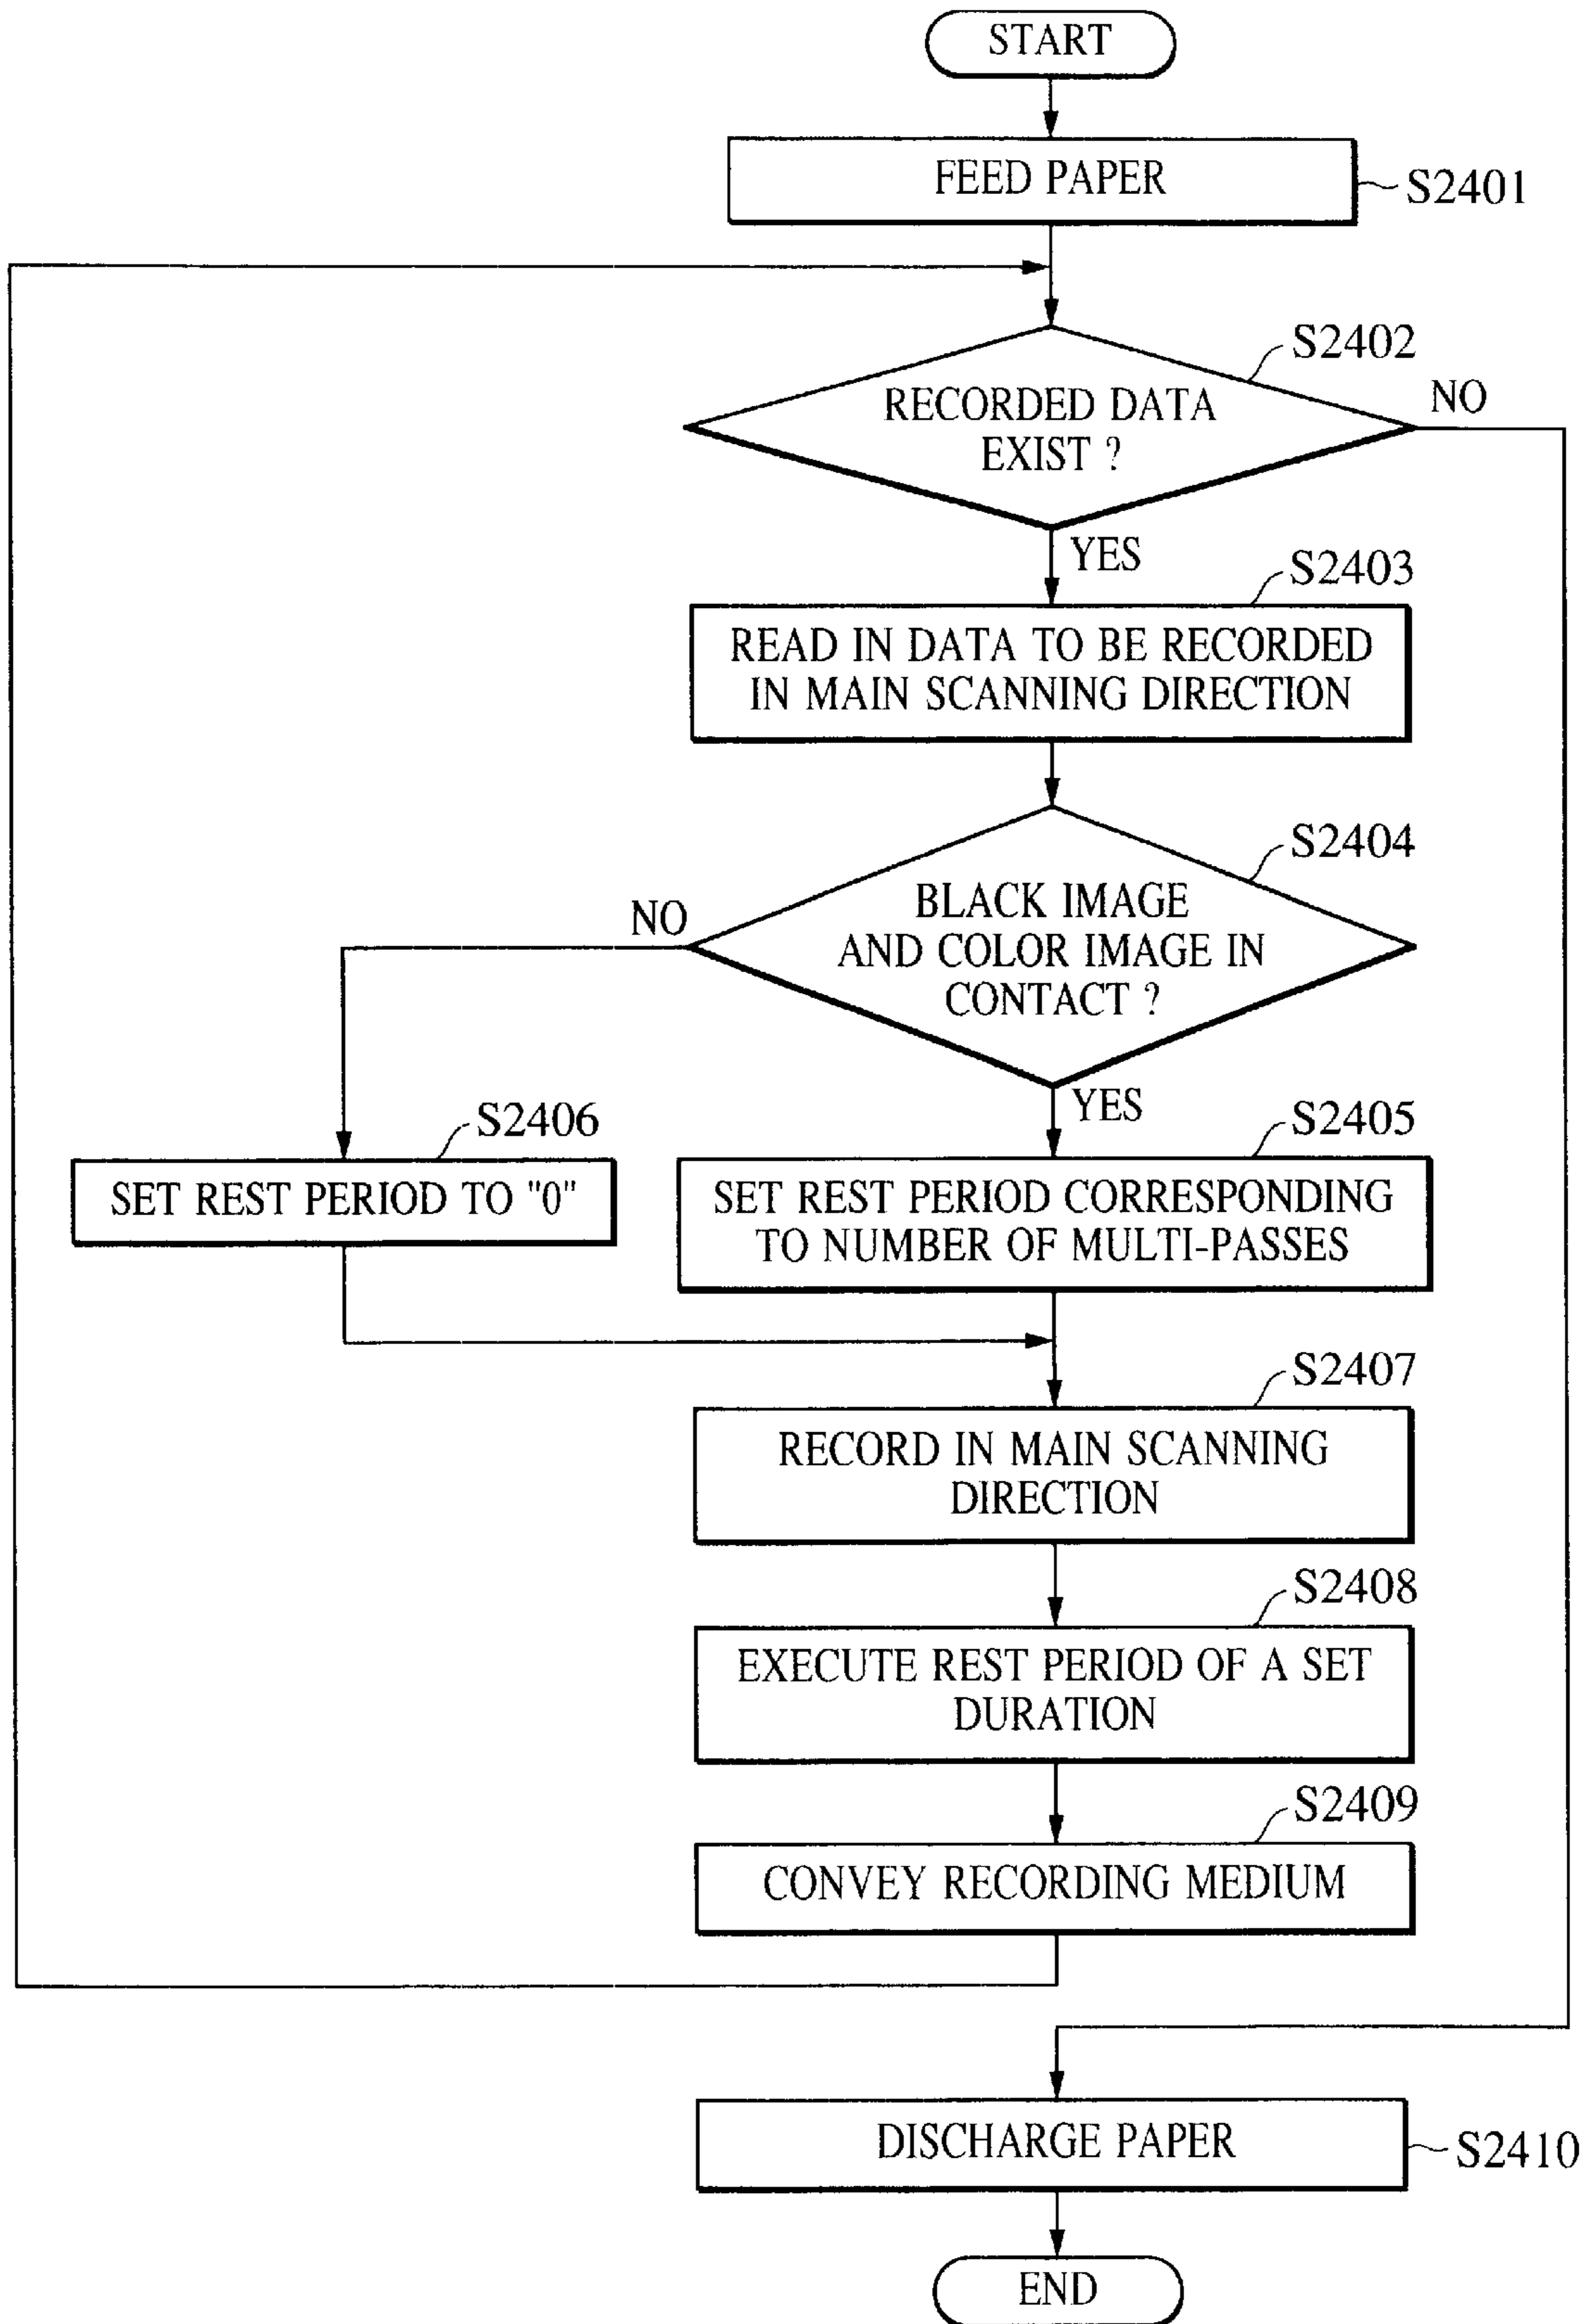 START
FEED PAPER
S2401
S2402
RECORDED DATA
EXIST ?
NO
YES
S2403
READ IN DATA TO BE RECORDED
IN MAIN SCANNING DIRECTION
S2404
BLACK IMAGE
AND COLOR IMAGE IN
CONTACT ?
NO
YES
S2406
SET REST PERIOD TO "0"
S2405
SET REST PERIOD CORRESPONDING
TO NUMBER OF MULTI-PASSES
S2407
RECORD IN MAIN SCANNING
DIRECTION
S2408
EXECUTE REST PERIOD OF A SET
DURATION
S2409
CONVEY RECORDING MEDIUM
DISCHARGE PAPER
S2410
END